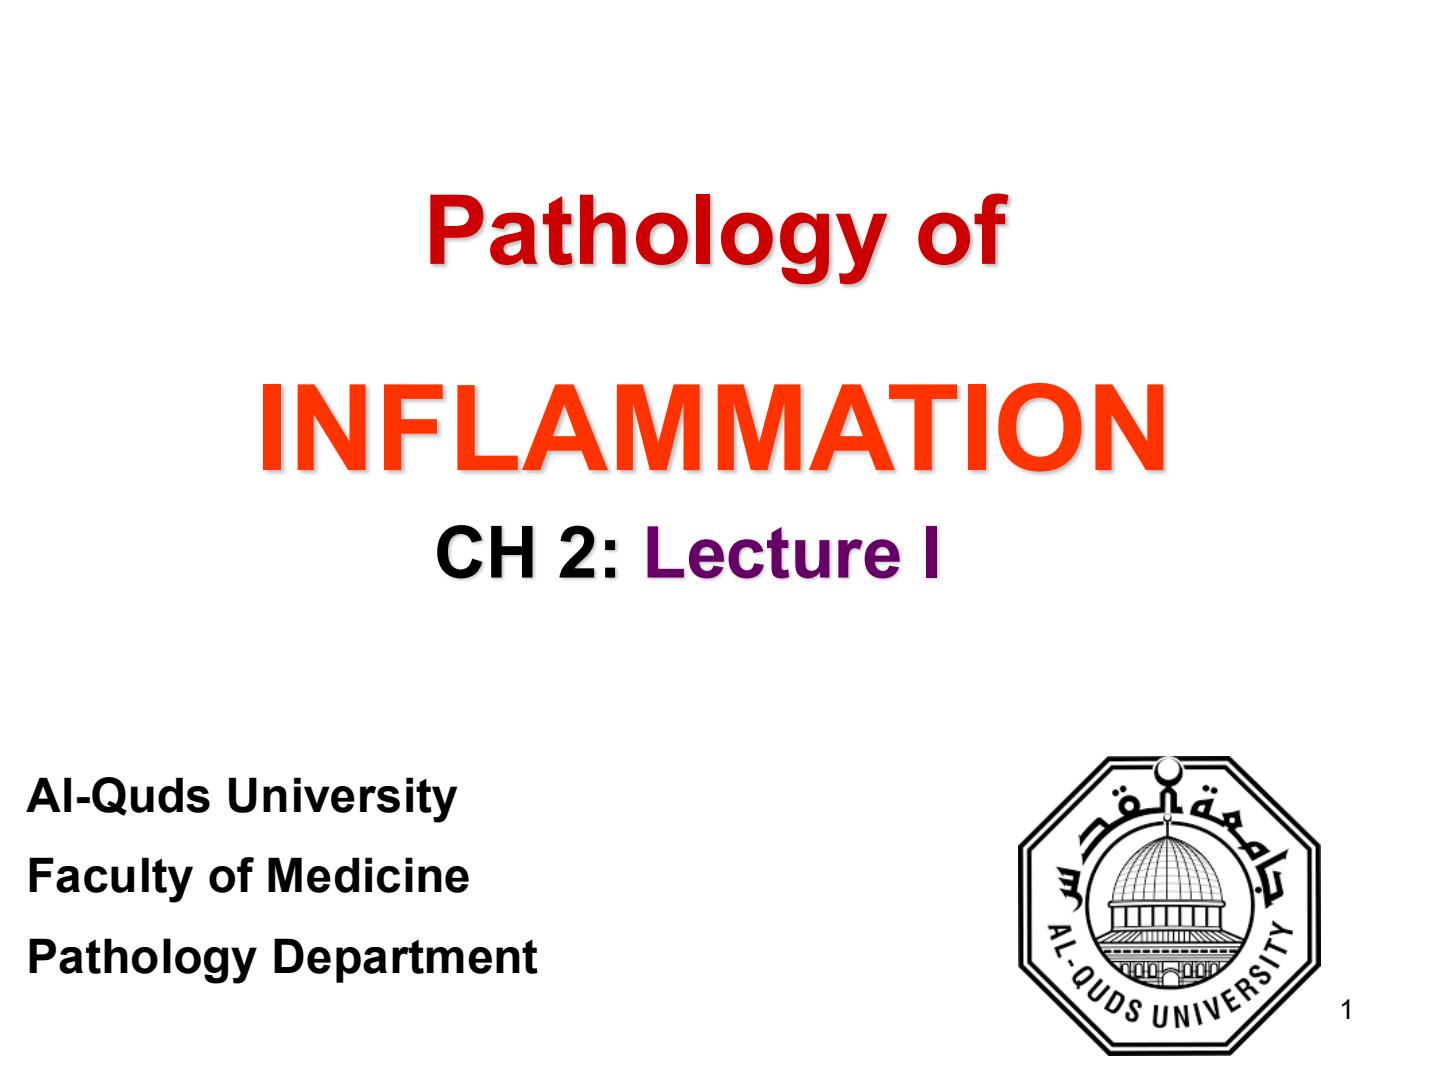 Pathology of
INFLAMMATION
CH 2: Lecture I
Al-Quds University
Faculty of Medicine
Pathology Department
جامعة القدس
AL-QUDS UNIVERSITY
1